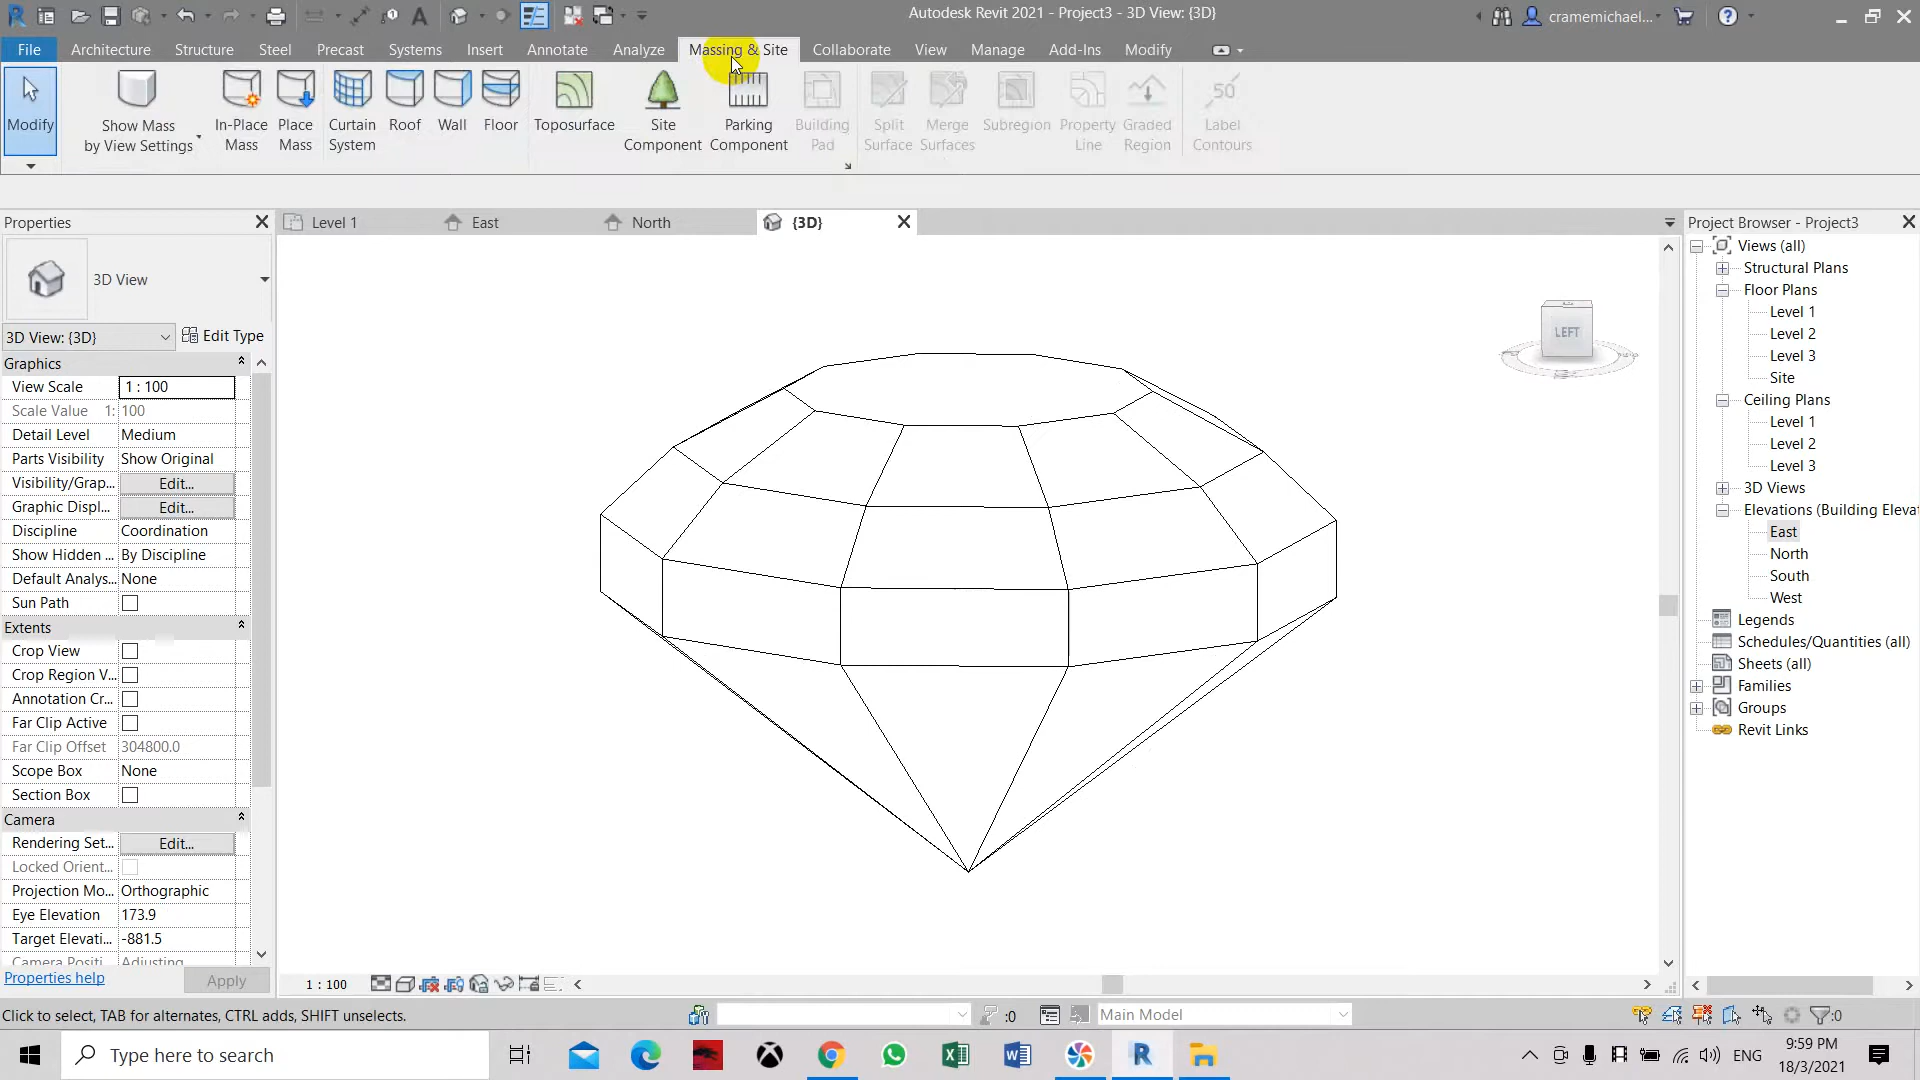 Autodesk Revit 2021 - Project3 - 3D View: {3D}
cramemichael...
File Architecture Structure Steel Precast Systems Insert Annotate Analyze Massing & Site Collaborate View Manage Add-Ins Modify
Modify
Show Mass
by View Settings
In-Place
Mass
Place
Mass
Curtain
System
Roof
Wall
Floor
Toposurface
Site
Component
Parking
Component
Building
Pad
Split
Surface
Merge
Surfaces
Subregion
Property
Line
Graded
Region
50
Label
Contours
Properties
3D View
3D View: {3D}
Edit Type
Graphics
View Scale 1 : 100
Scale Value 1: 100
Detail Level Medium
Parts Visibility Show Original
Visibility/Grap... Edit...
Graphic Displ... Edit...
Discipline Coordination
Show Hidden ... By Discipline
Default Analys... None
Sun Path
Extents
Crop View
Crop Region V...
Annotation Cr...
Far Clip Active
Far Clip Offset 304800.0
Scope Box None
Section Box
Camera
Rendering Set... Edit...
Locked Orient...
Projection Mo... Orthographic
Eye Elevation 173.9
Target Elevati... -881.5
Camera Positi... Adjusting
Properties help
Apply
Level 1
East
North
{3D}
LEFT
1 : 100
Project Browser - Project3
Views (all)
Structural Plans
Floor Plans
Level 1
Level 2
Level 3
Site
Ceiling Plans
Level 1
Level 2
Level 3
3D Views
Elevations (Building Eleva
East
North
South
West
Legends
Schedules/Quantities (all)
Sheets (all)
Families
Groups
Revit Links
Click to select, TAB for alternates, CTRL adds, SHIFT unselects.
:0
Main Model
:0
Type here to search
ENG
9:59 PM
18/3/2021